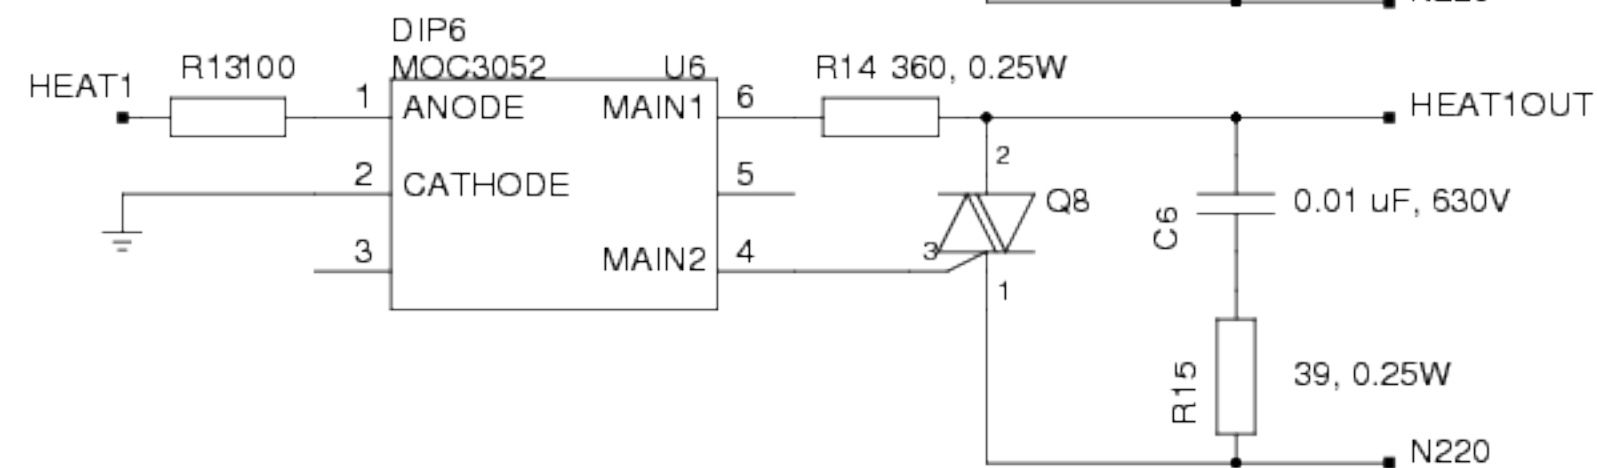 DIP6
MOC3052
U6
HEAT1
R13100
R14 360, 0.25W
1
ANODE
MAIN1
6
HEAT1OUT
2
2
CATHODE
5
Q8
C6
0.01 uF, 630V
3
MAIN2
4
3
1
R15
39, 0.25W
N220